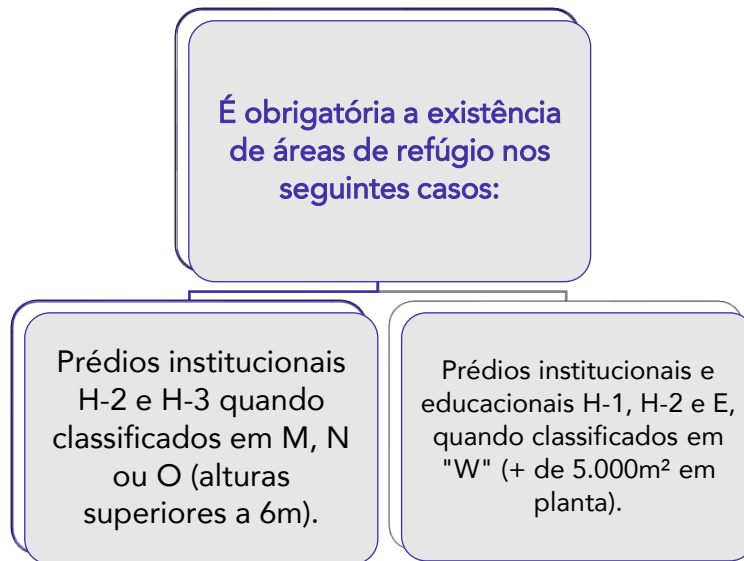 É obrigatória a existência
de áreas de refúgio nos
seguintes casos:
Prédios institucionais
H-2 e H-3 quando
classificados em M, N
ou O (alturas
superiores a 6m).
Prédios institucionais e
educacionais H-1, H-2 e E,
quando classificados em
"W" (+ de 5.000m² em
planta).